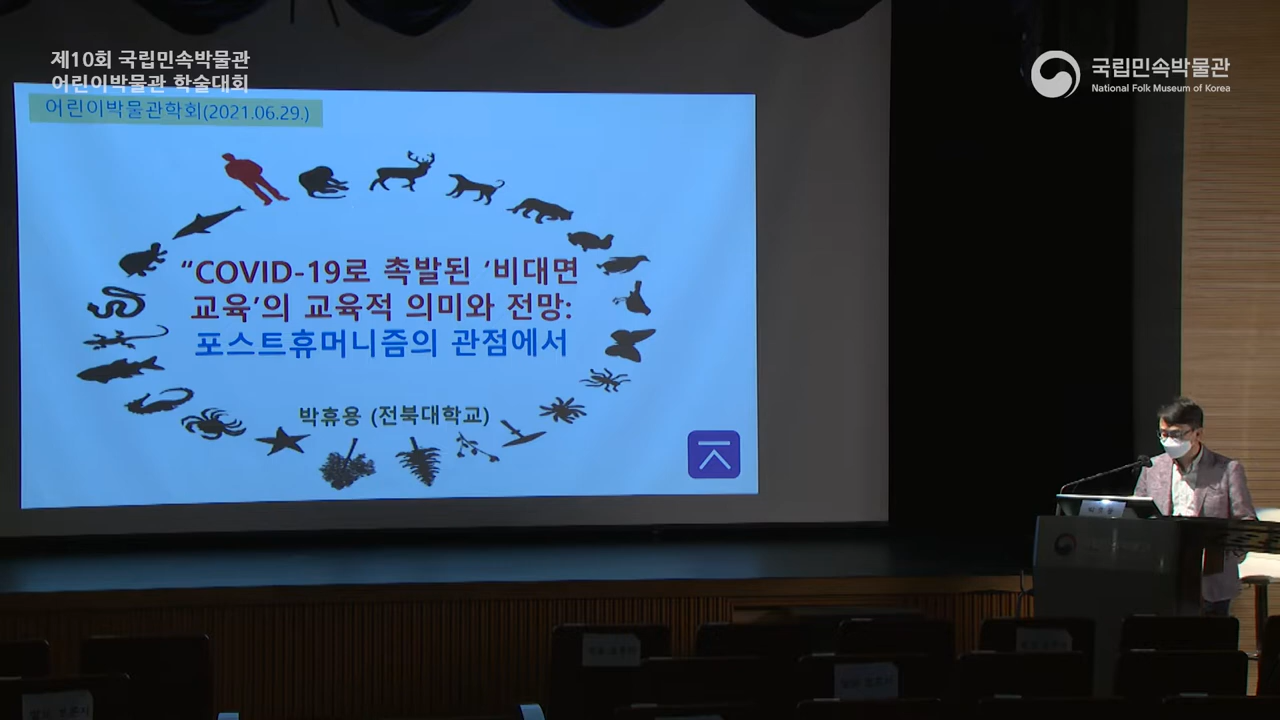 제10회 국립민속박물관
어린이박물관 학술대회
국립민속박물관
National Folk Museum of Korea
어린이박물관학회(2021.06.29.)
“COVID-19로 촉발된 ‘비대면
교육’의 교육적 의미와 전망:
포스트휴머니즘의 관점에서
박휴용 (전북대학교)